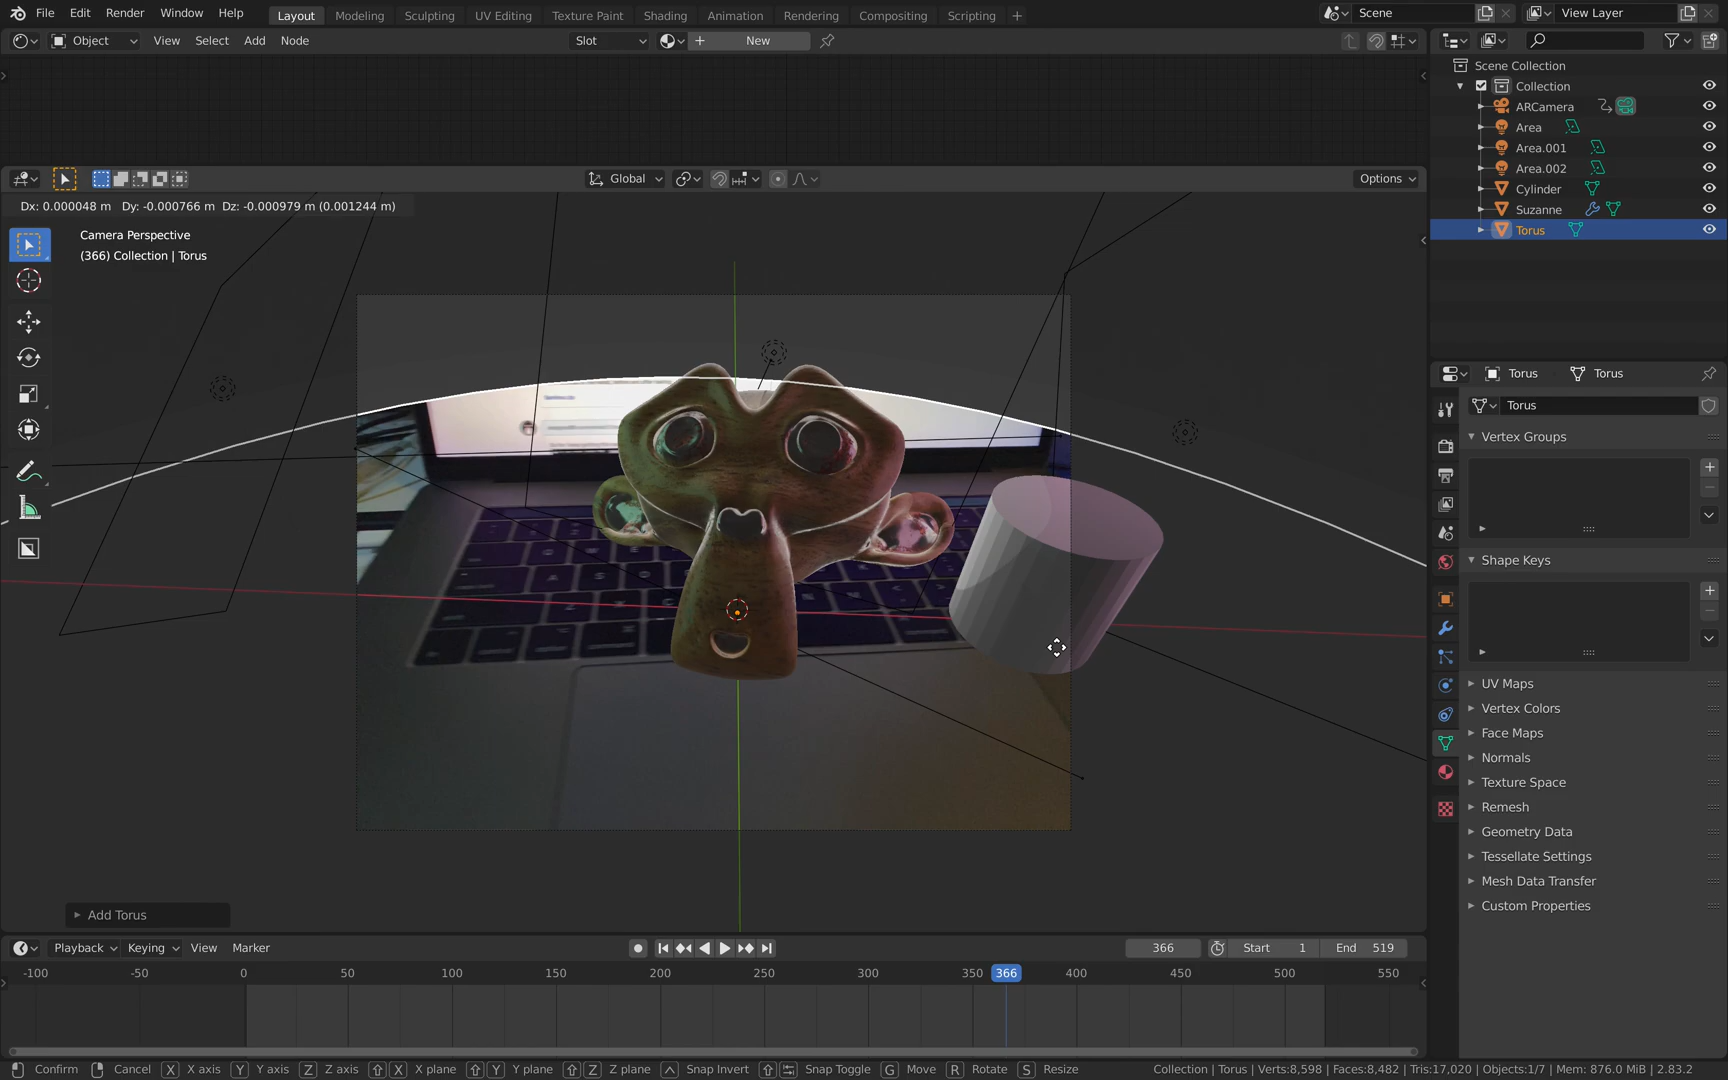 File Edit Render Window Help Layout Modeling Sculpting UV Editing Texture Paint Shading Animation Rendering Compositing Scripting + Scene View Layer
Object View Select Add Node Slot New
Scene Collection
Collection
ARCamera
Area
Area.001
Area.002
Cylinder
Suzanne
Torus
Global Options
Dx: 0.000048 m Dy: -0.000766 m Dz: -0.000979 m (0.001244 m)
Camera Perspective
(366) Collection | Torus
Torus Torus
Torus
Vertex Groups
Shape Keys
UV Maps
Vertex Colors
Face Maps
Normals
Texture Space
Remesh
Geometry Data
Tessellate Settings
Mesh Data Transfer
Custom Properties
Add Torus
Playback Keying View Marker 366 Start 1 End 519
-100 -50 0 50 100 150 200 250 300 350 366 400 450 500 550
Confirm Cancel X X axis Y Y axis Z Z axis X X plane Y Y plane Z Z plane Snap Invert Snap Toggle G Move R Rotate S Resize Collection | Torus | Verts:8,598 | Faces:8,482 | Tris:17,020 | Objects:1/7 | Mem: 876.0 MiB | 2.83.2